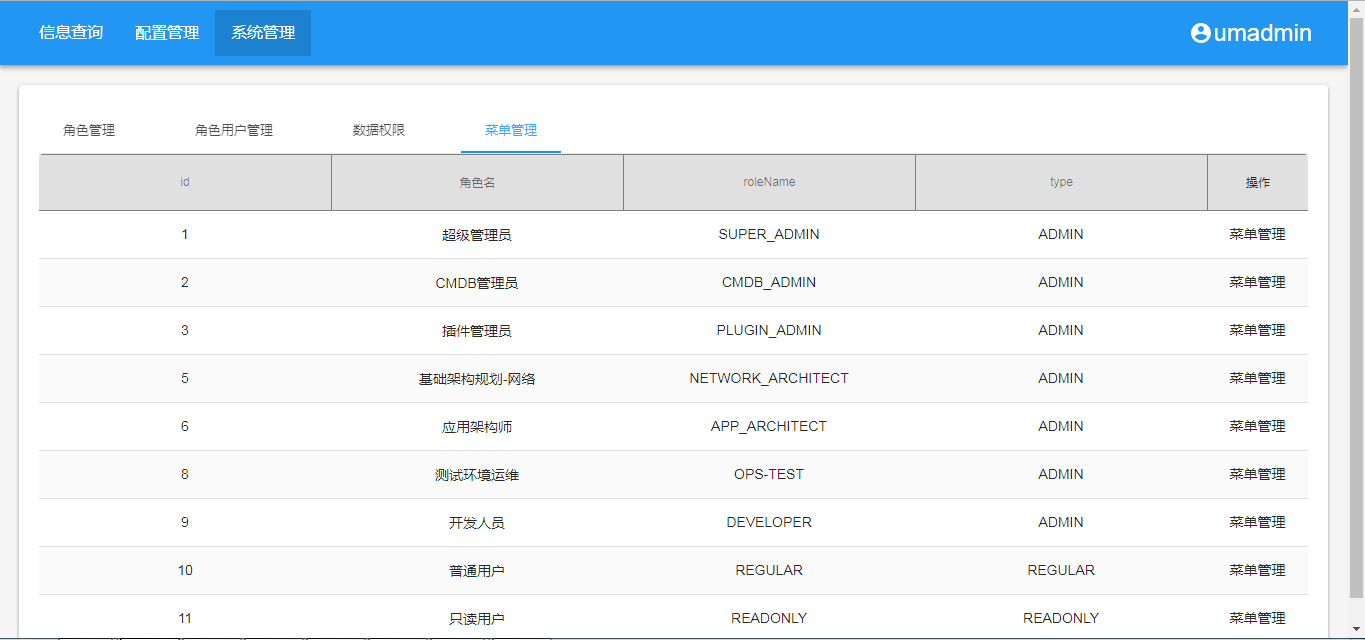 信息查询 配置管理 系统管理 umadmin
角色管理 角色用户管理 数据权限 菜单管理
id 角色名 roleName type 操作
1 超级管理员 SUPER_ADMIN ADMIN 菜单管理
2 CMDB管理员 CMDB_ADMIN ADMIN 菜单管理
3 插件管理员 PLUGIN_ADMIN ADMIN 菜单管理
5 基础架构规划-网络 NETWORK_ARCHITECT ADMIN 菜单管理
6 应用架构师 APP_ARCHITECT ADMIN 菜单管理
8 测试环境运维 OPS-TEST ADMIN 菜单管理
9 开发人员 DEVELOPER ADMIN 菜单管理
10 普通用户 REGULAR REGULAR 菜单管理
11 只读用户 READONLY READONLY 菜单管理